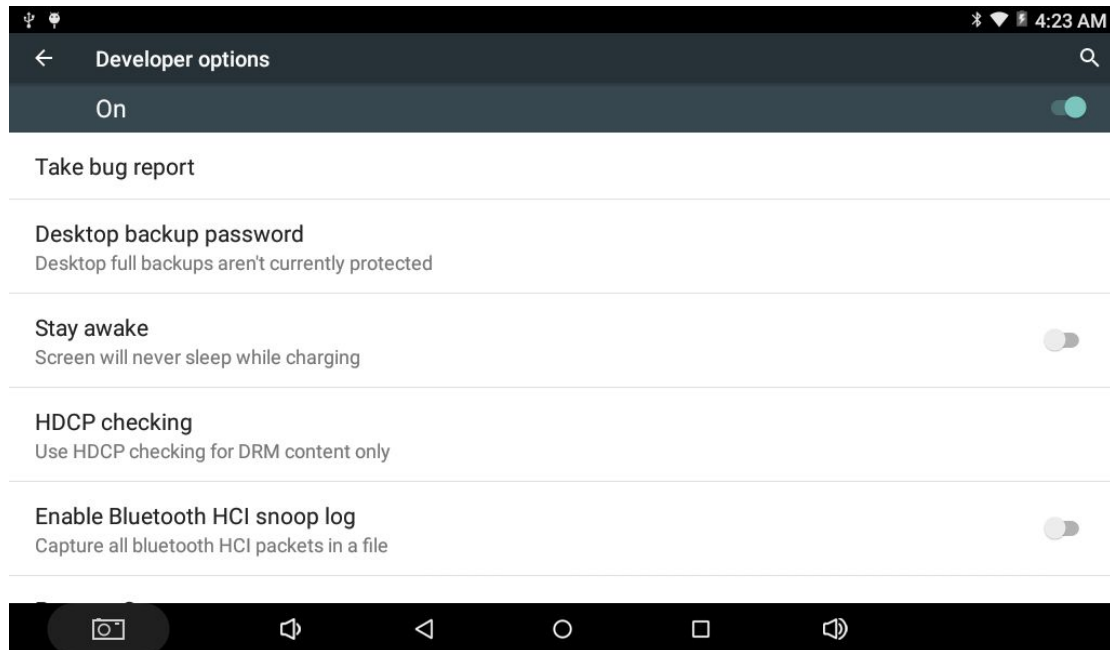 4:23 AM
Developer options
On
Take bug report
Desktop backup password
Desktop full backups aren't currently protected
Stay awake
Screen will never sleep while charging
HDCP checking
Use HDCP checking for DRM content only
Enable Bluetooth HCI snoop log
Capture all bluetooth HCI packets in a file